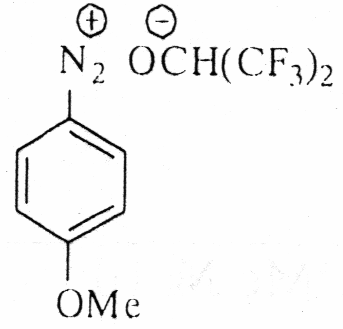 ⊕ ⊖
N₂ OCH(CF₃)₂
OMe